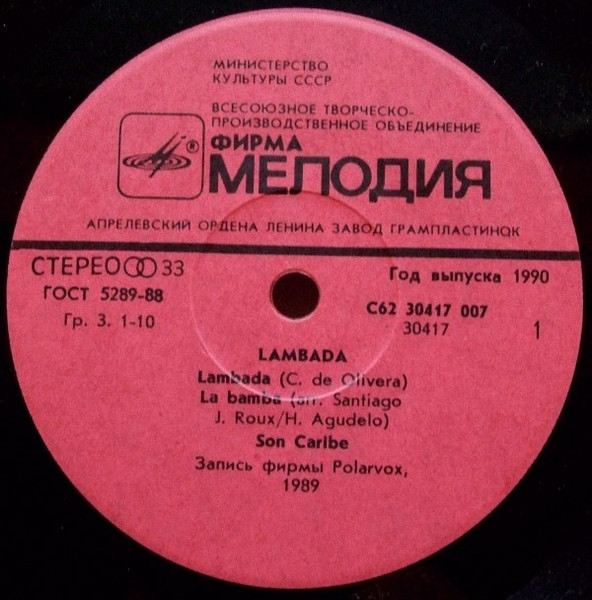 МИНИСТЕРСТВО
КУЛЬТУРЫ СССР
ВСЕСОЮЗНОЕ ТВОРЧЕСКО-
ПРОИЗВОДСТВЕННОЕ ОБЪЕДИНЕНИЕ
ФИРМА
®
МЕЛОДИЯ
АПРЕЛЕВСКИЙ ОРДЕНА ЛЕНИНА ЗАВОД ГРАМПЛАСТИНОК
СТЕРЕО 33
Год выпуска 1990
ГОСТ 5289-88
С62 30417 007
Гр. 3. 1-10
30417
1
LAMBADA
Lambada (C. de Olivera)
La bamba (arr. Santiago
J. Roux/H. Agudelo)
Son Caribe
Запись фирмы Polarvox,
1989